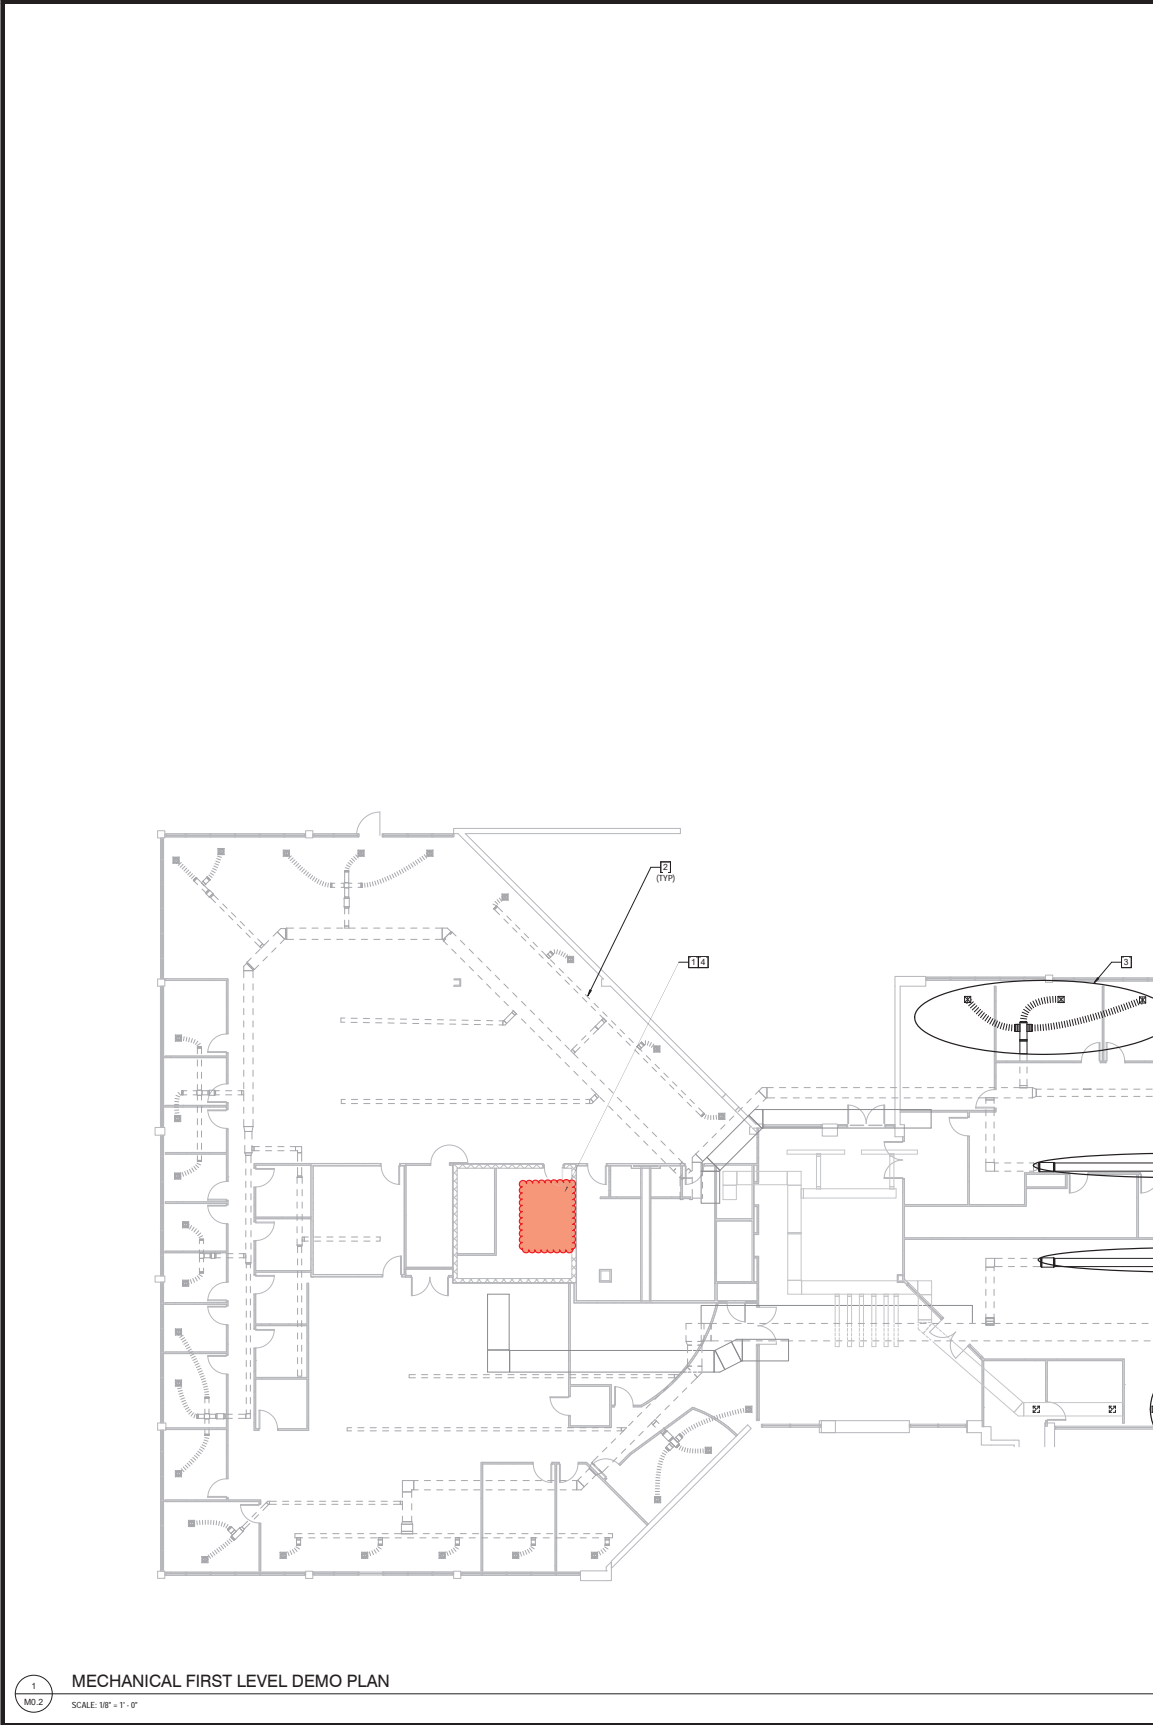 2
(TYP)
1 4
3
1
M0.2
MECHANICAL FIRST LEVEL DEMO PLAN
SCALE: 1/8" = 1' - 0"